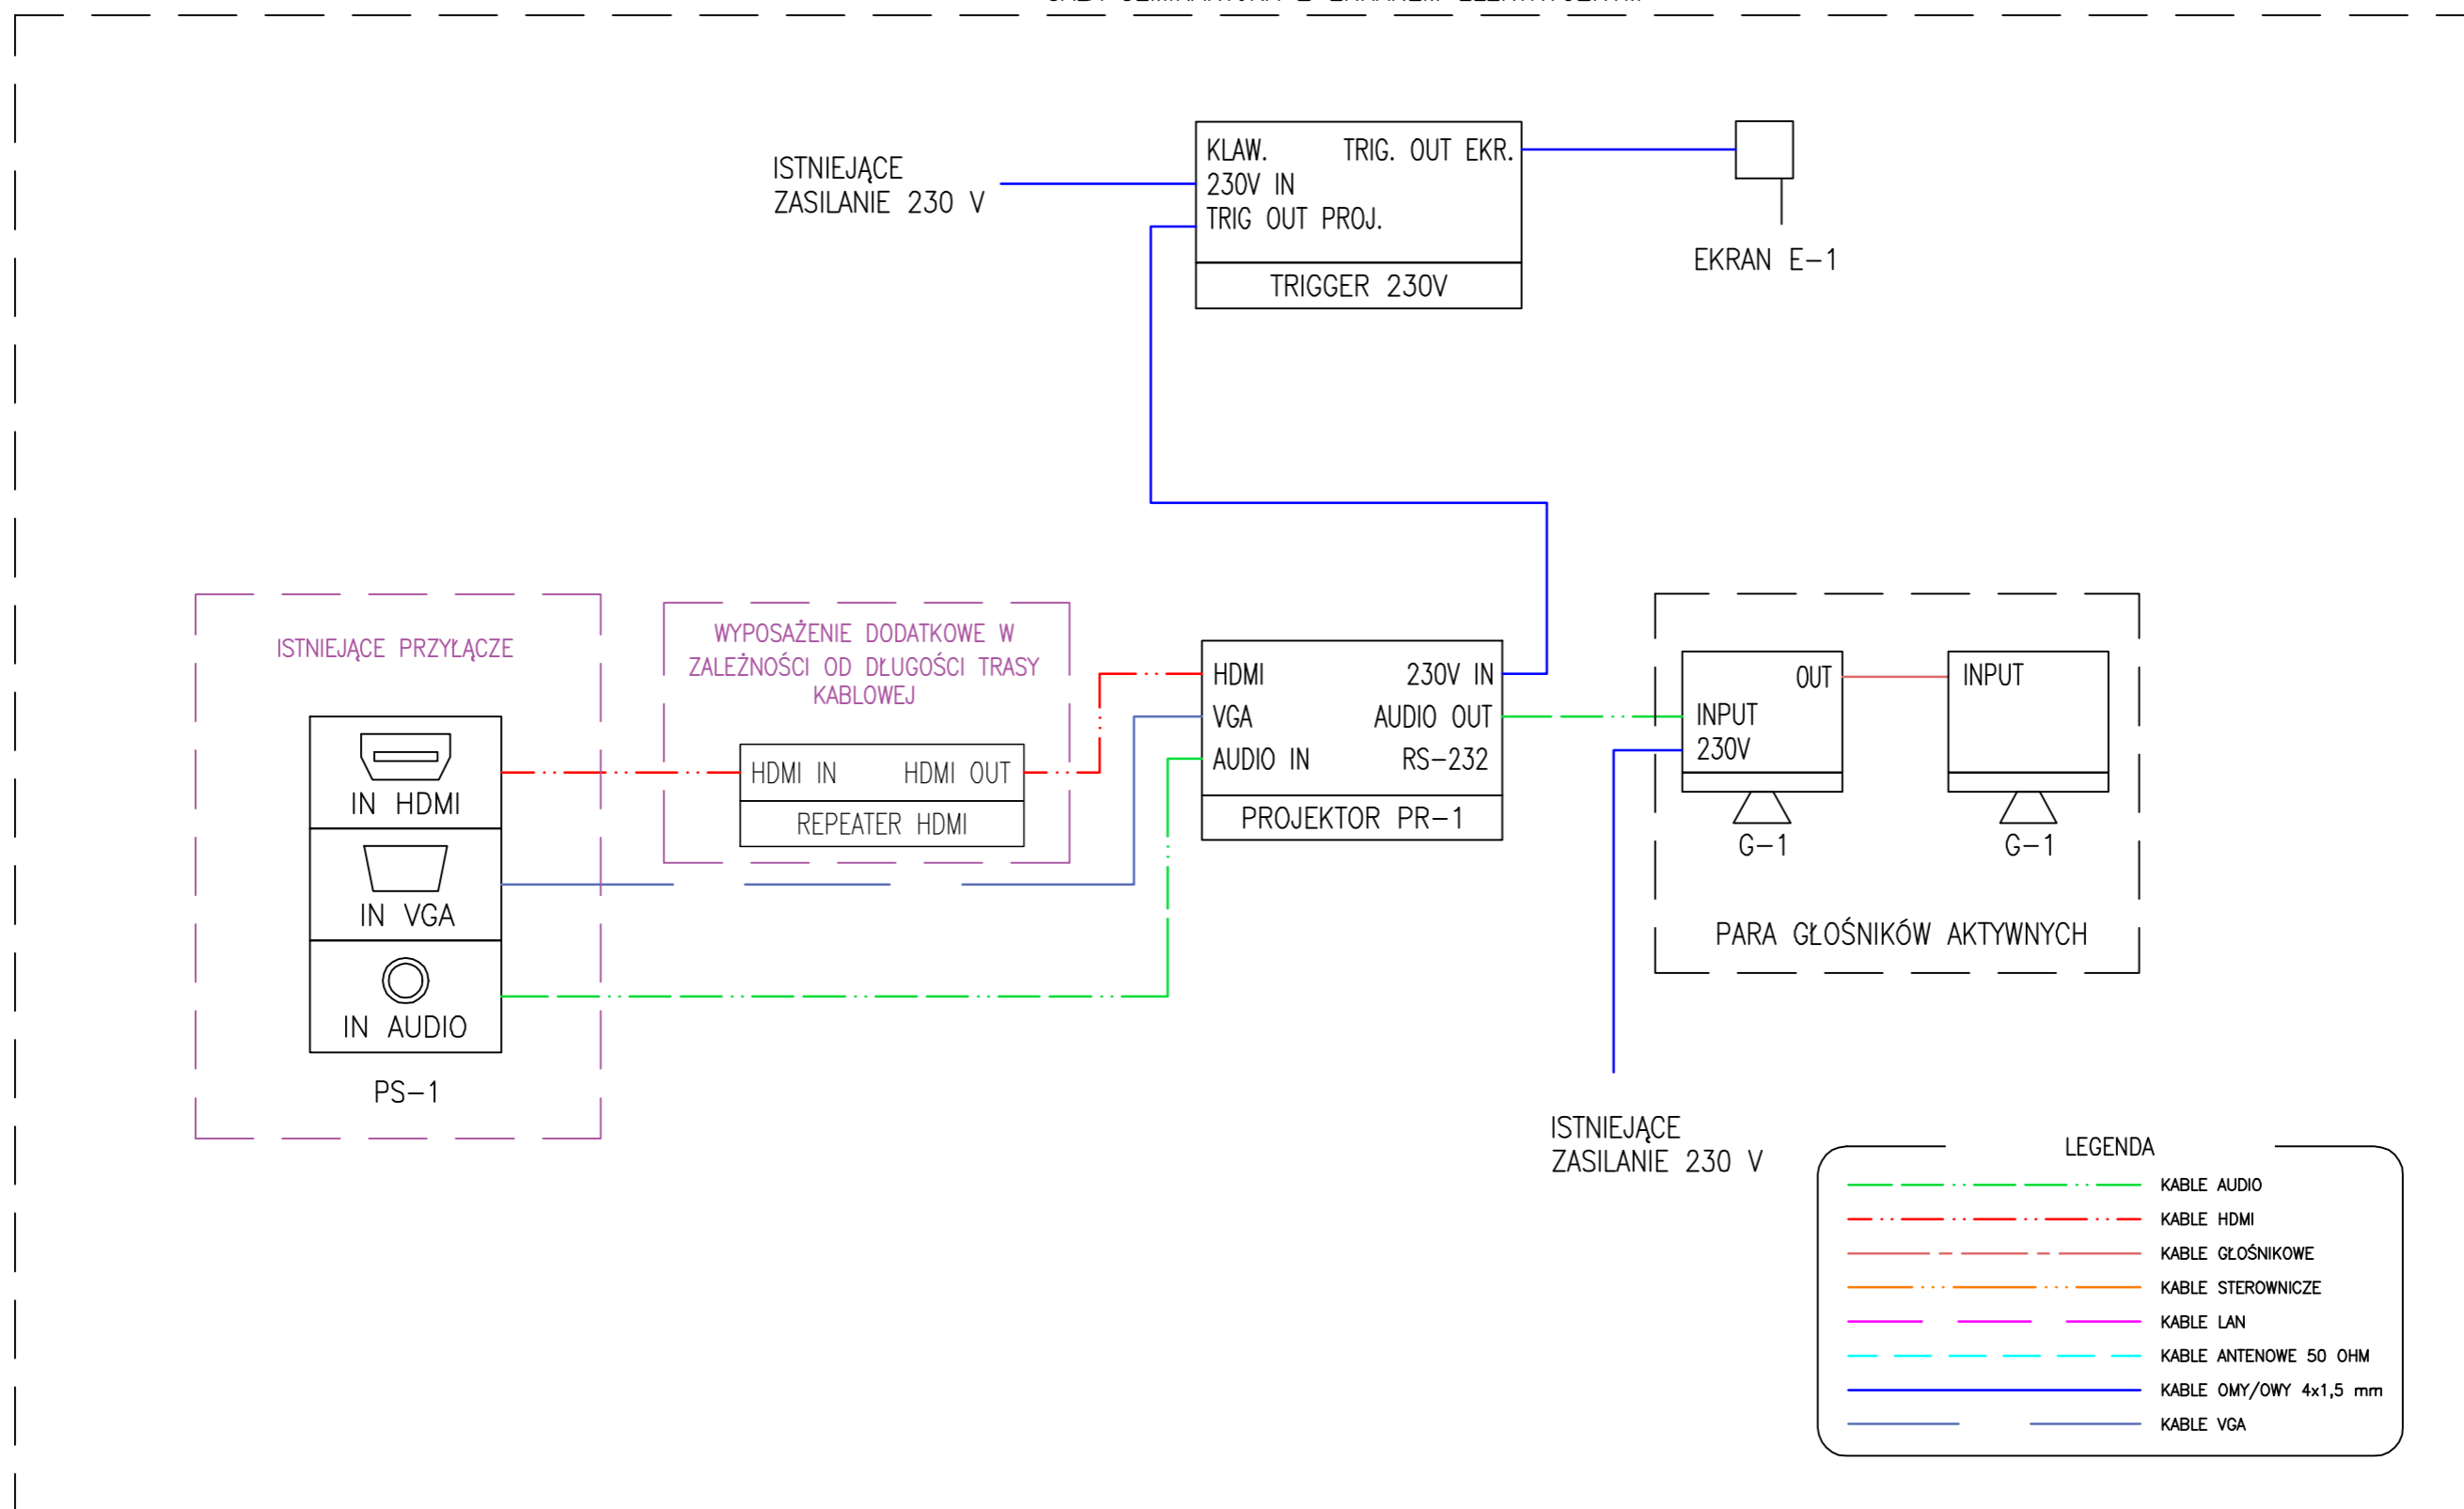 KLAW. TRIG. OUT EKR.
230V IN
TRIG OUT PROJ.
TRIGGER 230V
ISTNIEJĄCE
ZASILANIE 230 V
EKRAN E-1
ISTNIEJĄCE PRZYŁĄCZE
IN HDMI
IN VGA
IN AUDIO
PS-1
WYPOSAŻENIE DODATKOWE W
ZALEŻNOŚCI OD DŁUGOŚCI TRASY
KABLOWEJ
HDMI IN HDMI OUT
REPEATER HDMI
HDMI 230V IN
VGA AUDIO OUT
AUDIO IN RS-232
PROJEKTOR PR-1
OUT
INPUT
230V
G-1
INPUT
G-1
PARA GŁOŚNIKÓW AKTYWNYCH
ISTNIEJĄCE
ZASILANIE 230 V
LEGENDA
KABLE AUDIO
KABLE HDMI
KABLE GŁOŚNIKOWE
KABLE STEROWNICZE
KABLE LAN
KABLE ANTENOWE 50 OHM
KABLE OMY/OWY 4x1,5 mm
KABLE VGA